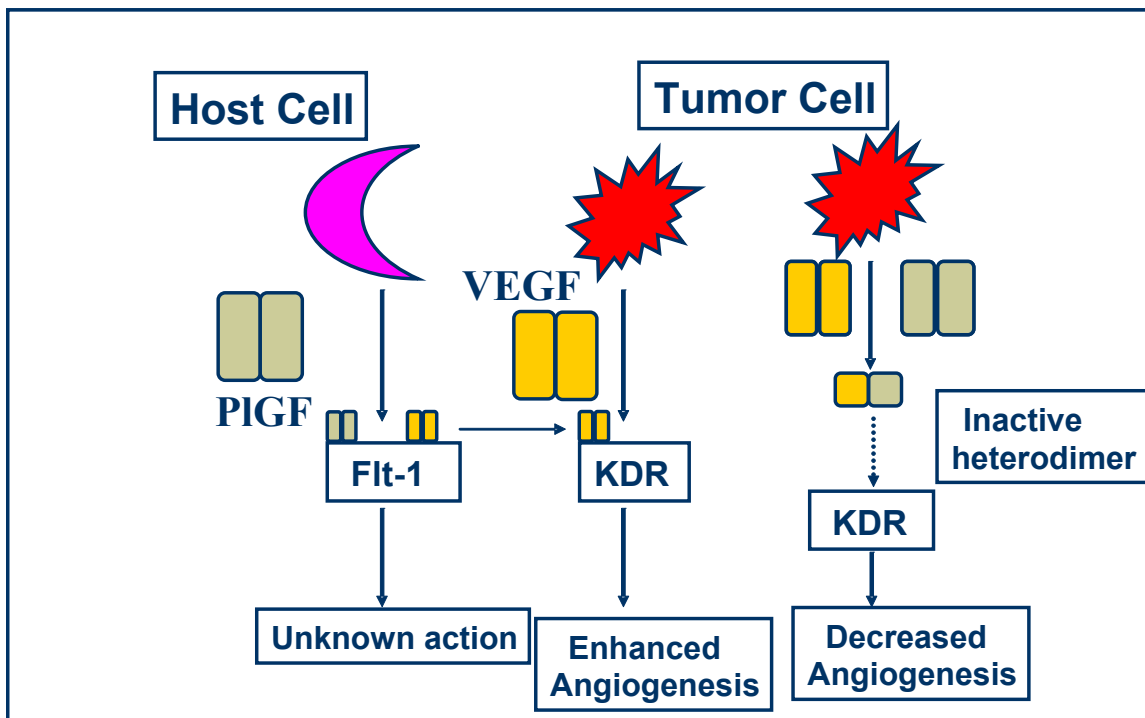 Host Cell
Tumor Cell
VEGF
PlGF
Inactive
heterodimer
Flt-1
KDR
KDR
Unknown action
Enhanced
Angiogenesis
Decreased
Angiogenesis